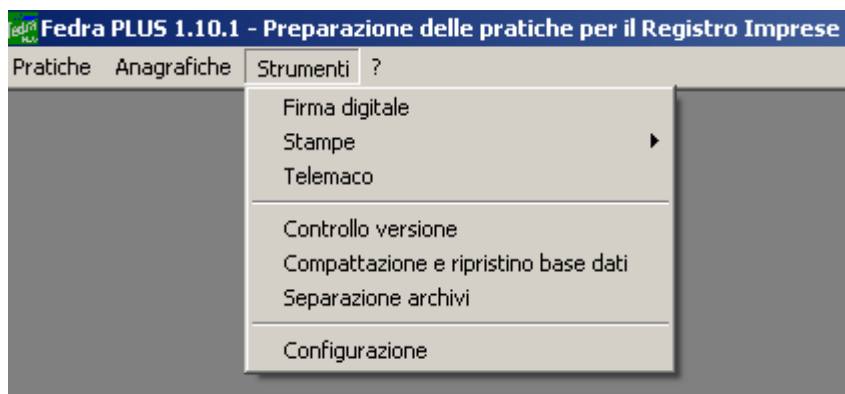 Fedra PLUS 1.10.1 - Preparazione delle pratiche per il Registro Imprese
Pratiche Anagrafiche Strumenti ?
Firma digitale
Stampe
Telemaco
Controllo versione
Compattazione e ripristino base dati
Separazione archivi
Configurazione